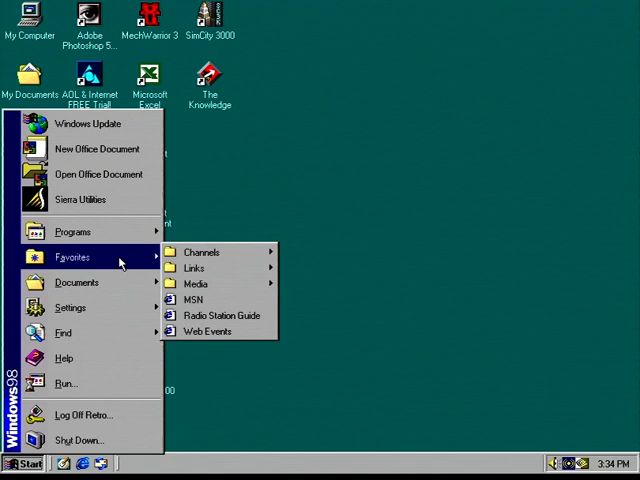 My Computer
Adobe
Photoshop 5...
MechWarrior 3
SimCity 3000
My Documents
AOL & Internet
FREE Trial!
Microsoft
Excel
The
Knowledge
Windows Update
New Office Document
Open Office Document
Sierra Utilities
Programs
Favorites
Documents
Settings
Find
Help
Run...
Log Off Retro...
Shut Down...
Windows98
Channels
Links
Media
MSN
Radio Station Guide
Web Events
00
Start
3:34 PM